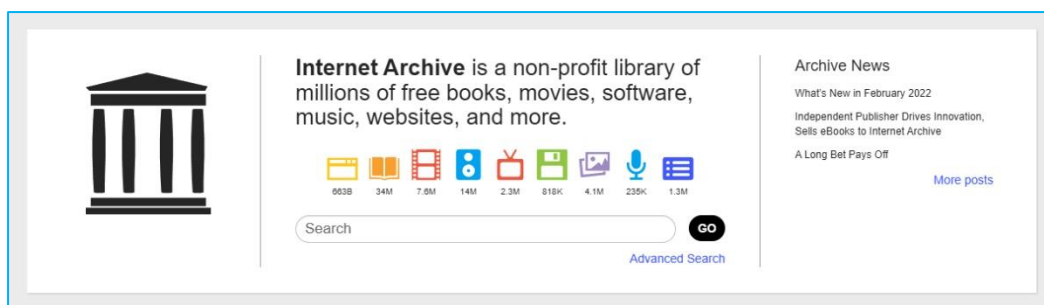 Internet Archive is a non-profit library of
millions of free books, movies, software,
music, websites, and more.
663B 34M 7.6M 14M 2.3M 818K 4.1M 235K 1.3M
Search GO
Advanced Search
Archive News
What's New in February 2022
Independent Publisher Drives Innovation,
Sells eBooks to Internet Archive
A Long Bet Pays Off
More posts